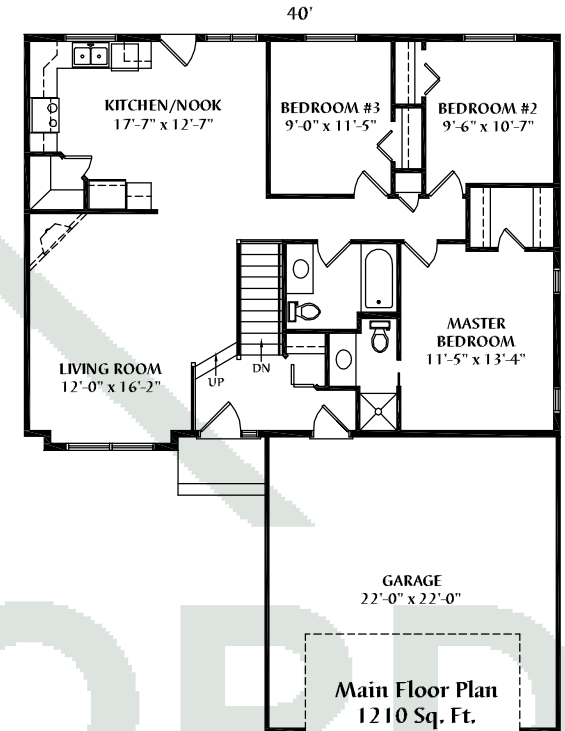 40'
KITCHEN/NOOK
17'-7" x 12'-7"
BEDROOM #3
9'-0" x 11'-5"
BEDROOM #2
9'-6" x 10'-7"
MASTER
BEDROOM
11'-5" x 13'-4"
LIVING ROOM
12'-0" x 16'-2"
UP
DN
GARAGE
22'-0" x 22'-0"
Main Floor Plan
1210 Sq. Ft.